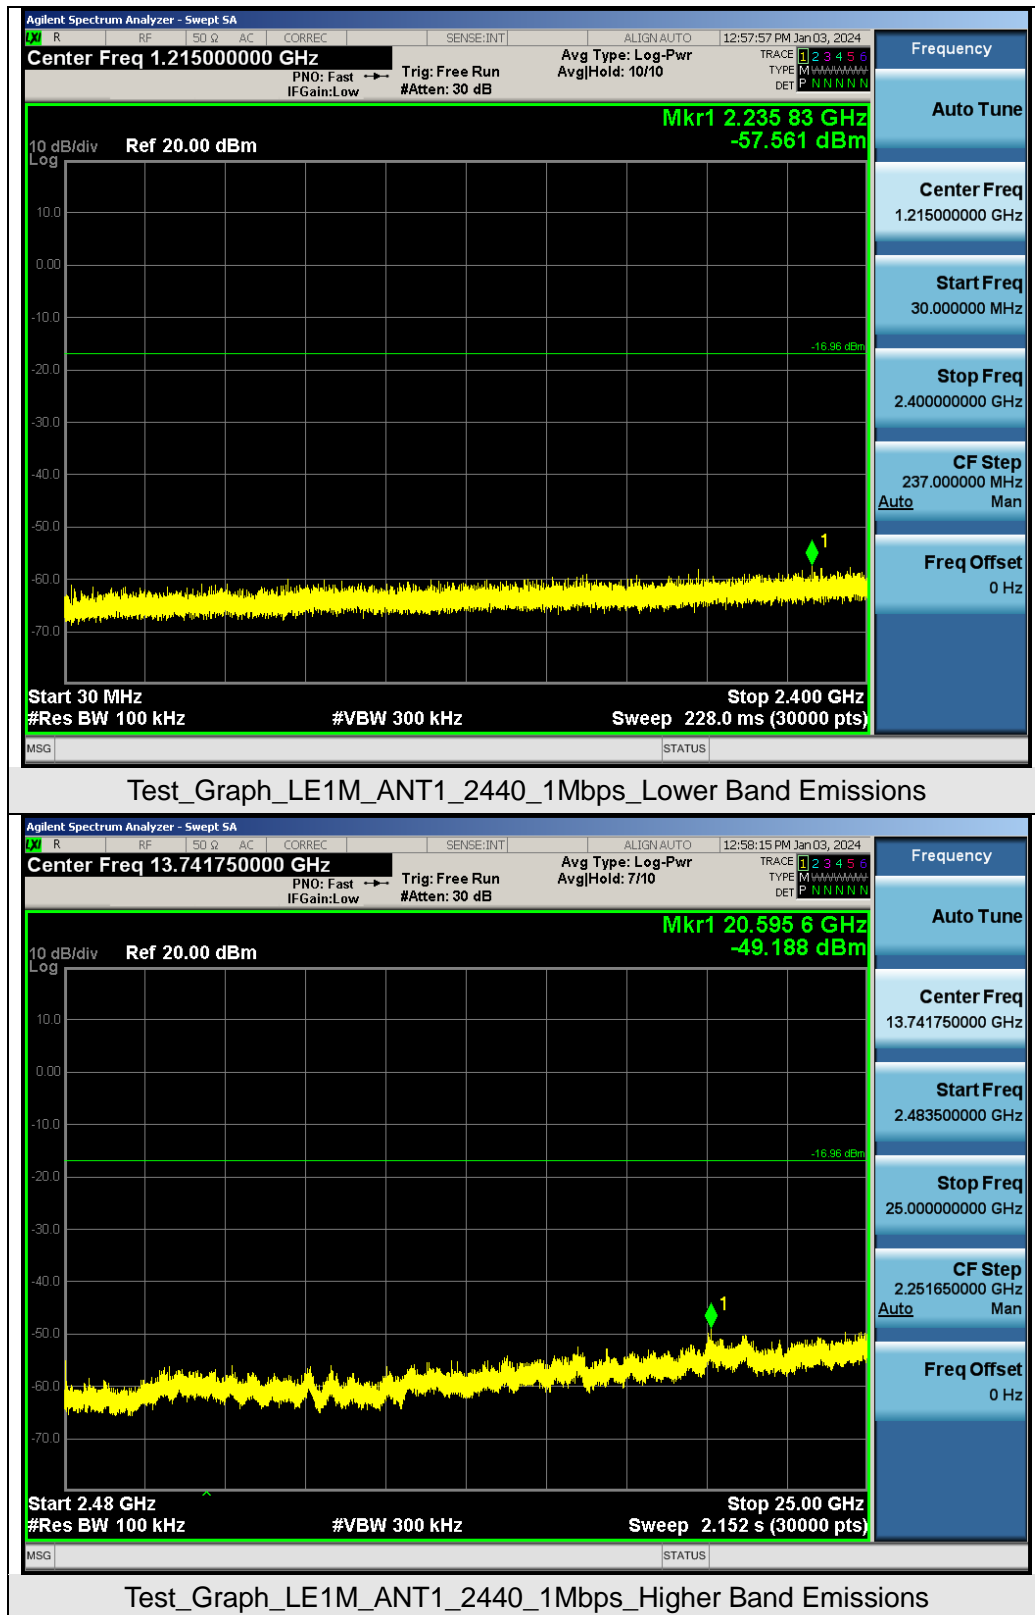 Agilent Spectrum Analyzer - Swept SA
LXI R RF 50 Ω AC CORREC SENSE:INT ALIGN AUTO 12:57:57 PM Jan 03, 2024
Center Freq 1.215000000 GHz
PNO: Fast
IFGain:Low
Trig: Free Run
#Atten: 30 dB
Avg Type: Log-Pwr
Avg|Hold: 10/10
TRACE 1 2 3 4 5 6
TYPE M
DET P N N N N N
Frequency
Mkr1 2.235 83 GHz
-57.561 dBm
10 dB/div Ref 20.00 dBm
Log
10.0
0.00
-10.0
-16.96 dBm
-20.0
-30.0
-40.0
-50.0
1
-60.0
-70.0
Start 30 MHz Stop 2.400 GHz
#Res BW 100 kHz #VBW 300 kHz Sweep 228.0 ms (30000 pts)
MSG STATUS
Auto Tune
Center Freq
1.215000000 GHz
Start Freq
30.000000 MHz
Stop Freq
2.400000000 GHz
CF Step
237.000000 MHz
Auto Man
Freq Offset
0 Hz
Test_Graph_LE1M_ANT1_2440_1Mbps_Lower Band Emissions
Agilent Spectrum Analyzer - Swept SA
LXI R RF 50 Ω AC CORREC SENSE:INT ALIGN AUTO 12:58:15 PM Jan 03, 2024
Center Freq 13.741750000 GHz
PNO: Fast
IFGain:Low
Trig: Free Run
#Atten: 30 dB
Avg Type: Log-Pwr
Avg|Hold: 7/10
TRACE 1 2 3 4 5 6
TYPE M
DET P N N N N N
Frequency
Mkr1 20.595 6 GHz
-49.188 dBm
10 dB/div Ref 20.00 dBm
Log
10.0
0.00
-10.0
-16.96 dBm
-20.0
-30.0
-40.0
1
-50.0
-60.0
-70.0
Start 2.48 GHz Stop 25.00 GHz
#Res BW 100 kHz #VBW 300 kHz Sweep 2.152 s (30000 pts)
MSG STATUS
Auto Tune
Center Freq
13.741750000 GHz
Start Freq
2.483500000 GHz
Stop Freq
25.000000000 GHz
CF Step
2.251650000 GHz
Auto Man
Freq Offset
0 Hz
Test_Graph_LE1M_ANT1_2440_1Mbps_Higher Band Emissions